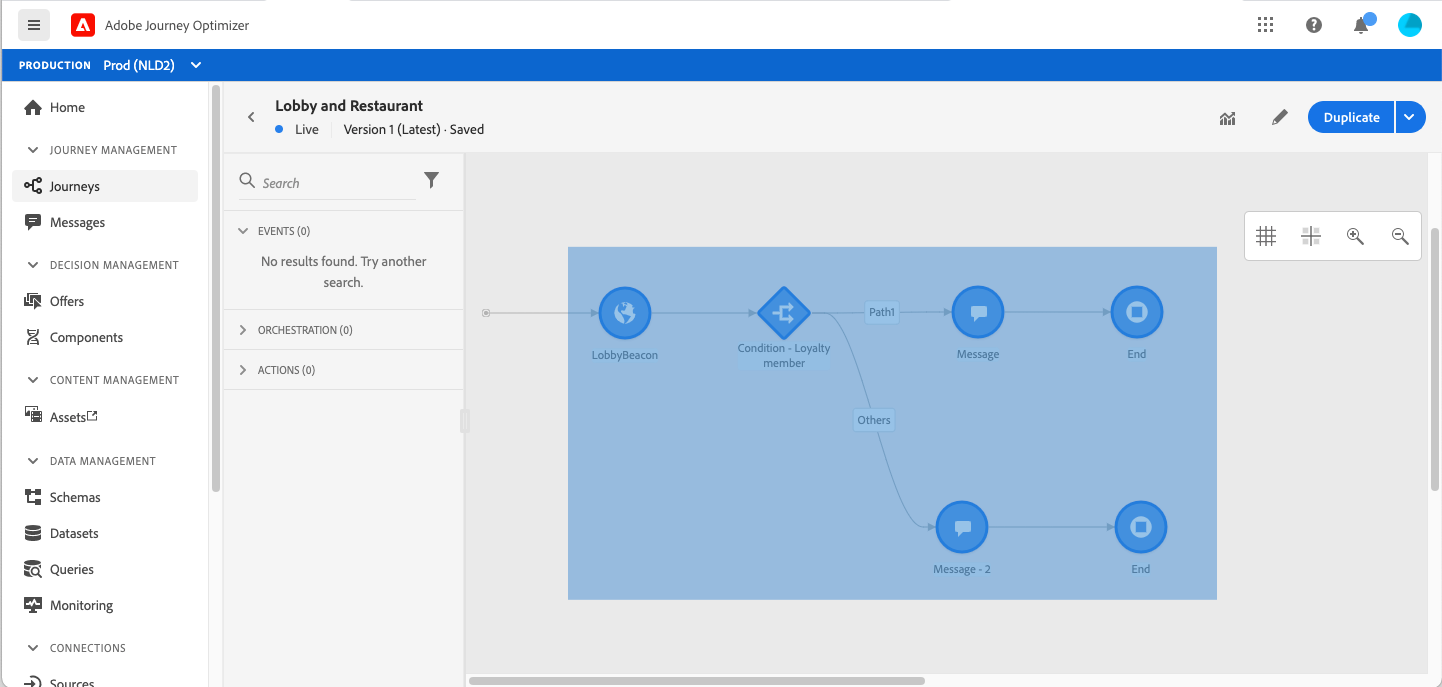 Adobe Journey Optimizer
PRODUCTION Prod (NLD2)
Home
JOURNEY MANAGEMENT
Journeys
Messages
DECISION MANAGEMENT
Offers
Components
CONTENT MANAGEMENT
Assets
DATA MANAGEMENT
Schemas
Datasets
Queries
Monitoring
CONNECTIONS
Sources
Lobby and Restaurant
Live Version 1 (Latest) · Saved
Duplicate
Search
EVENTS (0)
No results found. Try another
search.
ORCHESTRATION (0)
ACTIONS (0)
LobbyBeacon
Condition - Loyalty
member
Path1
Message
End
Others
Message - 2
End